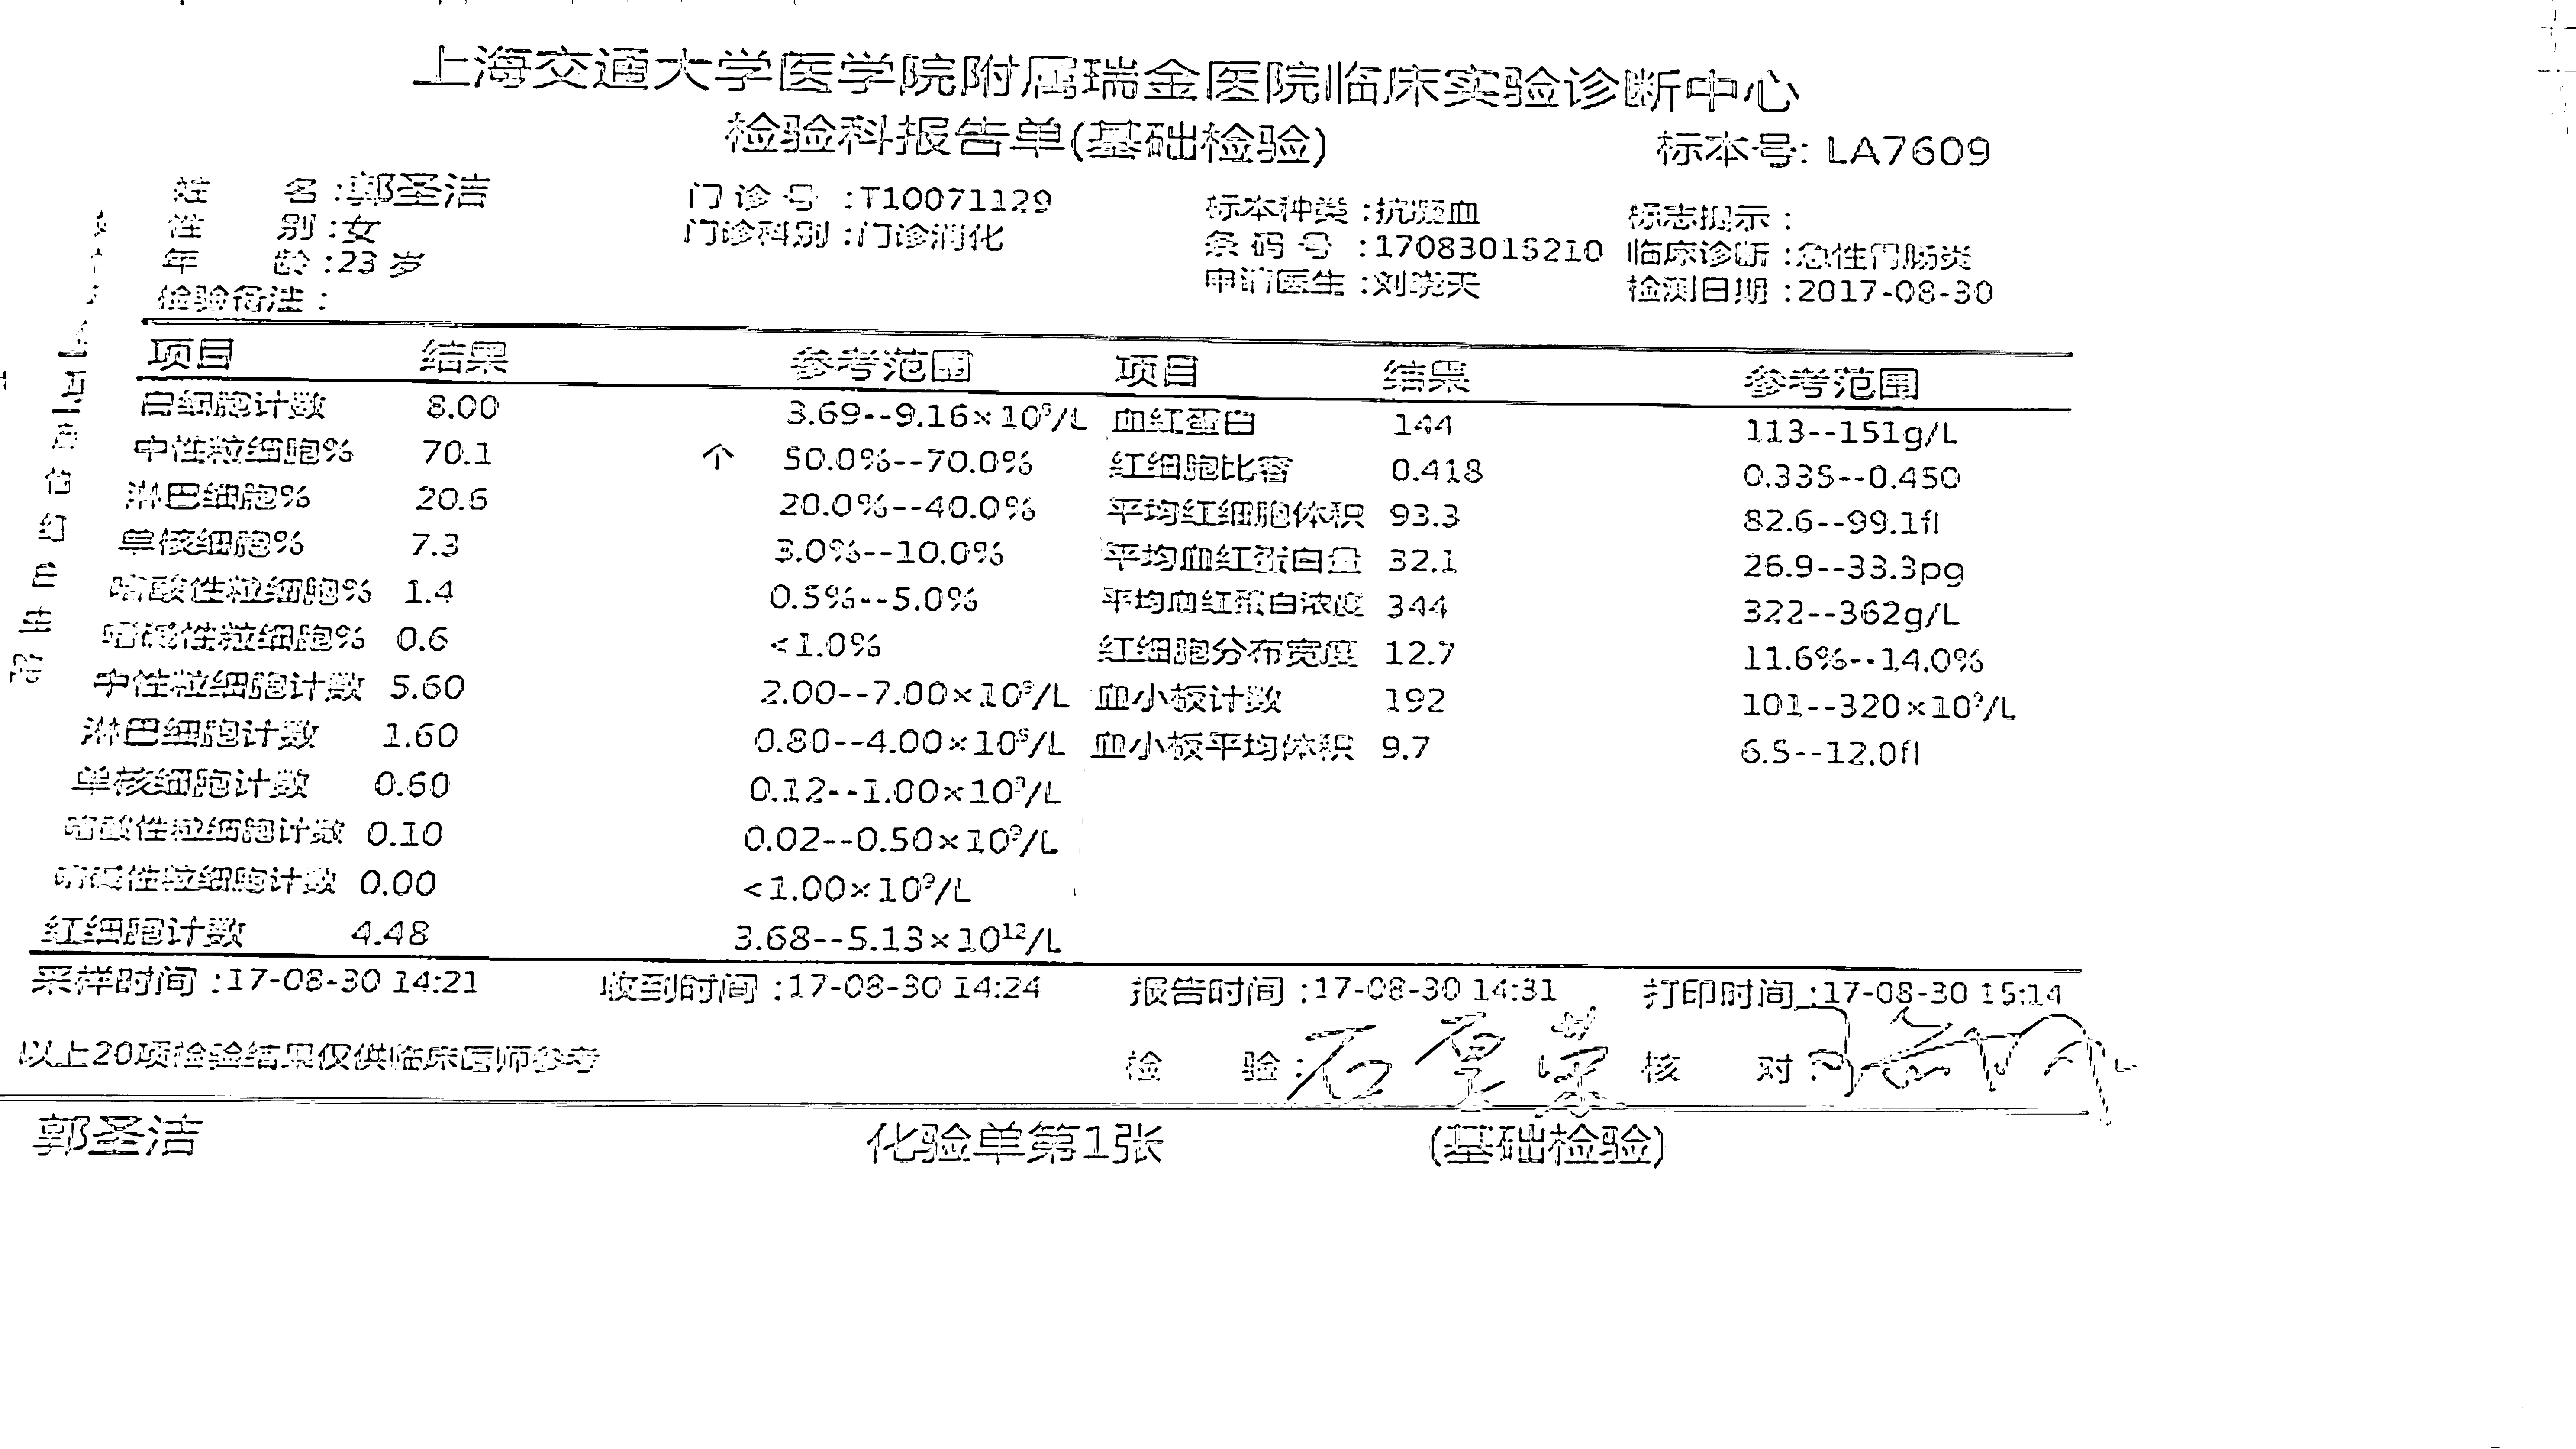 上海交通大学医学院附属瑞金医院临床实验诊断中心
检验科报告单(基础检验)
标本号: LA7609
姓 名 :郭圣洁 门 诊 号 :T10071129 标本种类 :抗凝血 标志提示 :
性 别 :女 门诊科别 :门诊消化 条 码 号 :17083015210 临床诊断 :急性胃肠炎
年 龄 :23 岁 申请医生 :刘晓天 检测日期 :2017-08-30
检验备注 :
项目 结果 参考范围 项目 结果 参考范围
白细胞计数 8.00 3.69--9.16×10⁹/L 血红蛋白 144 113--151g/L
中性粒细胞% 70.1 ↑ 50.0%--70.0% 红细胞比容 0.418 0.335--0.450
淋巴细胞% 20.6 20.0%--40.0% 平均红细胞体积 93.3 82.6--99.1fl
单核细胞% 7.3 3.0%--10.0% 平均血红蛋白量 32.1 26.9--33.3pg
嗜酸性粒细胞% 1.4 0.5%--5.0% 平均血红蛋白浓度 344 322--362g/L
嗜碱性粒细胞% 0.6 <1.0% 红细胞分布宽度 12.7 11.6%--14.0%
中性粒细胞计数 5.60 2.00--7.00×10⁹/L 血小板计数 192 101--320×10⁹/L
淋巴细胞计数 1.60 0.80--4.00×10⁹/L 血小板平均体积 9.7 6.5--12.0fl
单核细胞计数 0.60 0.12--1.00×10⁹/L
嗜酸性粒细胞计数 0.10 0.02--0.50×10⁹/L
嗜碱性粒细胞计数 0.00 <1.00×10⁹/L
红细胞计数 4.48 3.68--5.13×10¹²/L
采样时间 :17-08-30 14:21 收到时间 :17-08-30 14:24 报告时间 :17-08-30 14:31 打印时间 :17-08-30 15:14
以上20项检验结果仅供临床医师参考 检 验 : 核 对 :
郭圣洁 化验单第1张 (基础检验)